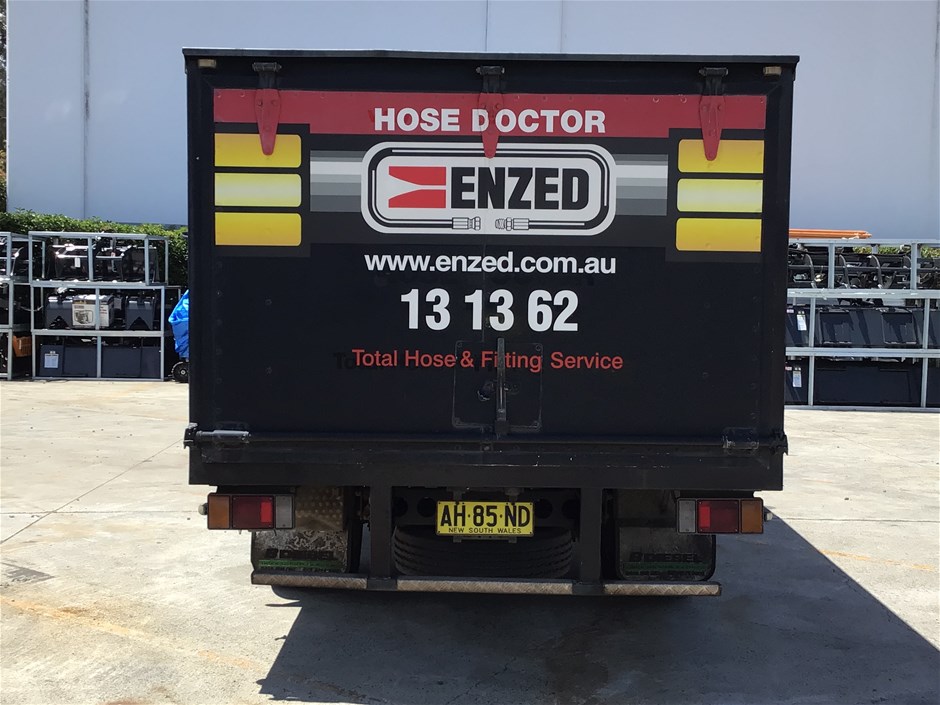 HOSE DOCTOR
ENZED
www.enzed.com.au
13 13 62
Total Hose & Fitting Service
AH·85·ND
NEW SOUTH WALES
DIESEL